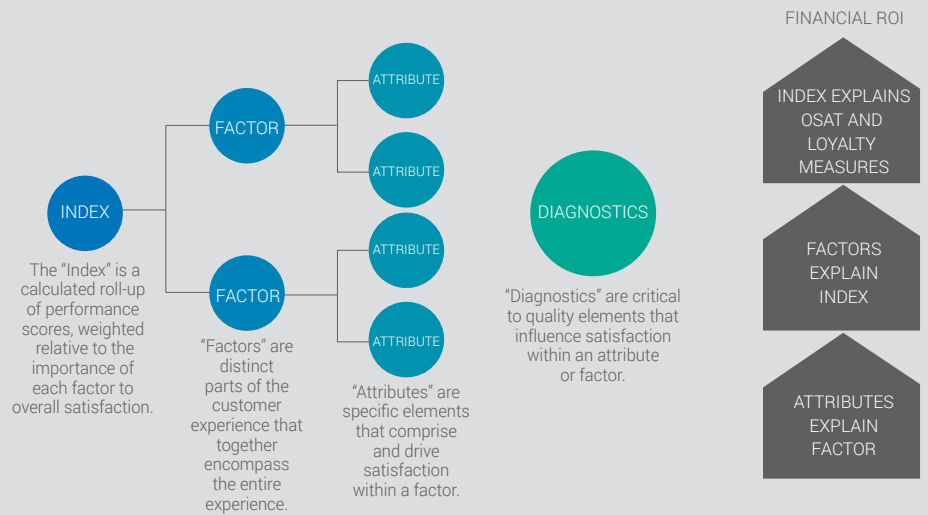 INDEX
The “Index” is a
calculated roll-up
of performance
scores, weighted
relative to the
importance of
each factor to
overall satisfaction.
FACTOR
FACTOR
“Factors” are
distinct
parts of the
customer
experience that
together
encompass
the entire
experience.
ATTRIBUTE
ATTRIBUTE
ATTRIBUTE
ATTRIBUTE
“Attributes” are
specific elements
that comprise
and drive
satisfaction
within a factor.
DIAGNOSTICS
“Diagnostics” are critical
to quality elements that
influence satisfaction
within an attribute
or factor.
FINANCIAL ROI
INDEX EXPLAINS
OSAT AND
LOYALTY
MEASURES
FACTORS
EXPLAIN
INDEX
ATTRIBUTES
EXPLAIN
FACTOR